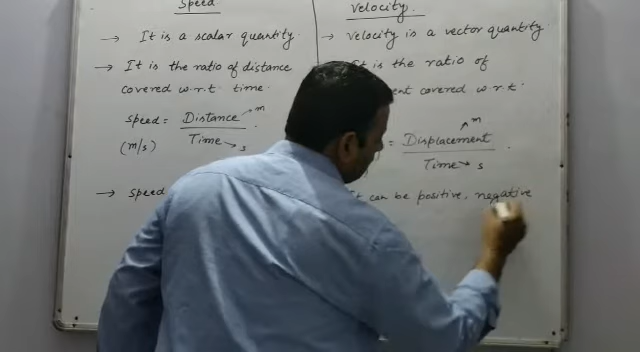 Speed
→ It is a scalar quantity.
→ It is the ratio of distance
covered w.r.t. time.
speed = Distance → m
Time → s
(m/s)
→ speed
Velocity.
→ velocity is a vector quantity.
It is the ratio of
covered w.r.t.
= Displacement → m
Time → s
It can be positive, negative